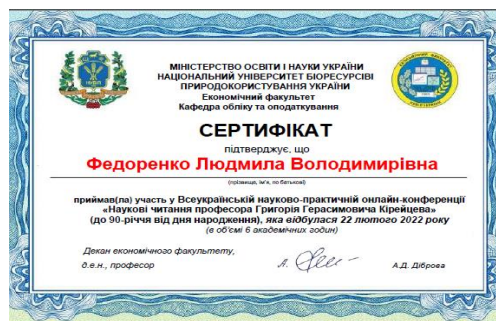 МІНІСТЕРСТВО ОСВІТИ І НАУКИ УКРАЇНИ
НАЦІОНАЛЬНИЙ УНІВЕРСИТЕТ БІОРЕСУРСІВІ
ПРИРОДОКОРИСТУВАННЯ УКРАЇНИ
Економічний факультет
Кафедра обліку та оподаткування
СЕРТИФІКАТ
підтверджує, що
Федоренко Людмила Володимирівна
(прізвище, ім'я, по батькові)
приймав(ла) участь у Всеукраїнській науково-практичній онлайн-конференції
«Наукові читання професора Григорія Герасимовича Кірейцева»
(до 90-річчя від дня народження), яка відбулася 22 лютого 2022 року
(в обсязі 6 академічних годин)
Декан економічного факультету,
д.е.н., професор
А.Д. Діброва